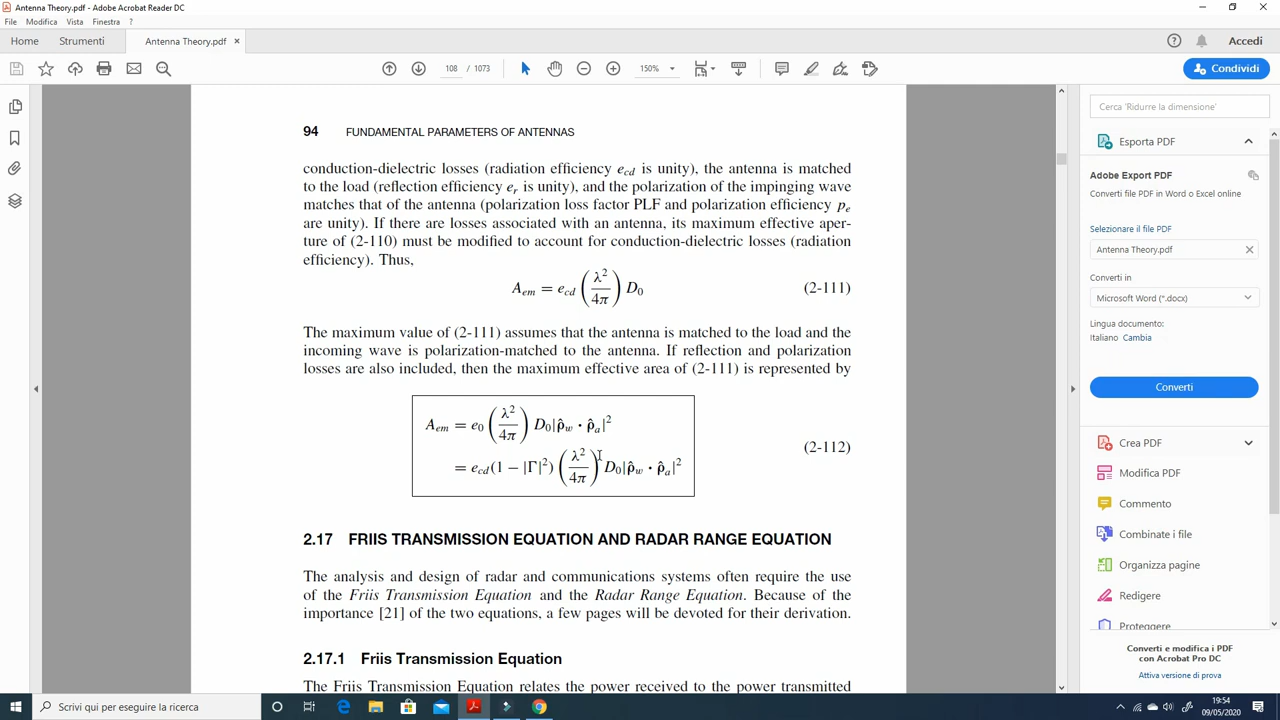 Antenna Theory.pdf - Adobe Acrobat Reader DC
File Modifica Vista Finestra ?
Home Strumenti Antenna Theory.pdf × Accedi
108 / 1073 150% Condividi
94 FUNDAMENTAL PARAMETERS OF ANTENNAS
conduction-dielectric losses (radiation efficiency e_cd is unity), the antenna is matched
to the load (reflection efficiency e_r is unity), and the polarization of the impinging wave
matches that of the antenna (polarization loss factor PLF and polarization efficiency p_e
are unity). If there are losses associated with an antenna, its maximum effective aper-
ture of (2-110) must be modified to account for conduction-dielectric losses (radiation
efficiency). Thus,
A_em = e_cd (λ²/4π) D₀ (2-111)
The maximum value of (2-111) assumes that the antenna is matched to the load and the
incoming wave is polarization-matched to the antenna. If reflection and polarization
losses are also included, then the maximum effective area of (2-111) is represented by
A_em = e₀ (λ²/4π) D₀|ρ̂_w • ρ̂_a|²
= e_cd(1 − |Γ|²) (λ²/4π) D₀|ρ̂_w • ρ̂_a|² (2-112)
2.17 FRIIS TRANSMISSION EQUATION AND RADAR RANGE EQUATION
The analysis and design of radar and communications systems often require the use
of the Friis Transmission Equation and the Radar Range Equation. Because of the
importance [21] of the two equations, a few pages will be devoted for their derivation.
2.17.1 Friis Transmission Equation
The Friis Transmission Equation relates the power received to the power transmitted
Cerca 'Ridurre la dimensione'
Esporta PDF
Adobe Export PDF
Converti file PDF in Word o Excel online
Selezionare il file PDF
Antenna Theory.pdf
Converti in
Microsoft Word (*.docx)
Lingua documento:
Italiano Cambia
Converti
Crea PDF
Modifica PDF
Commento
Combinate i file
Organizza pagine
Redigere
Proteggere
Converti e modifica i PDF
con Acrobat Pro DC
Attiva versione di prova
Scrivi qui per eseguire la ricerca
19:54
09/05/2020